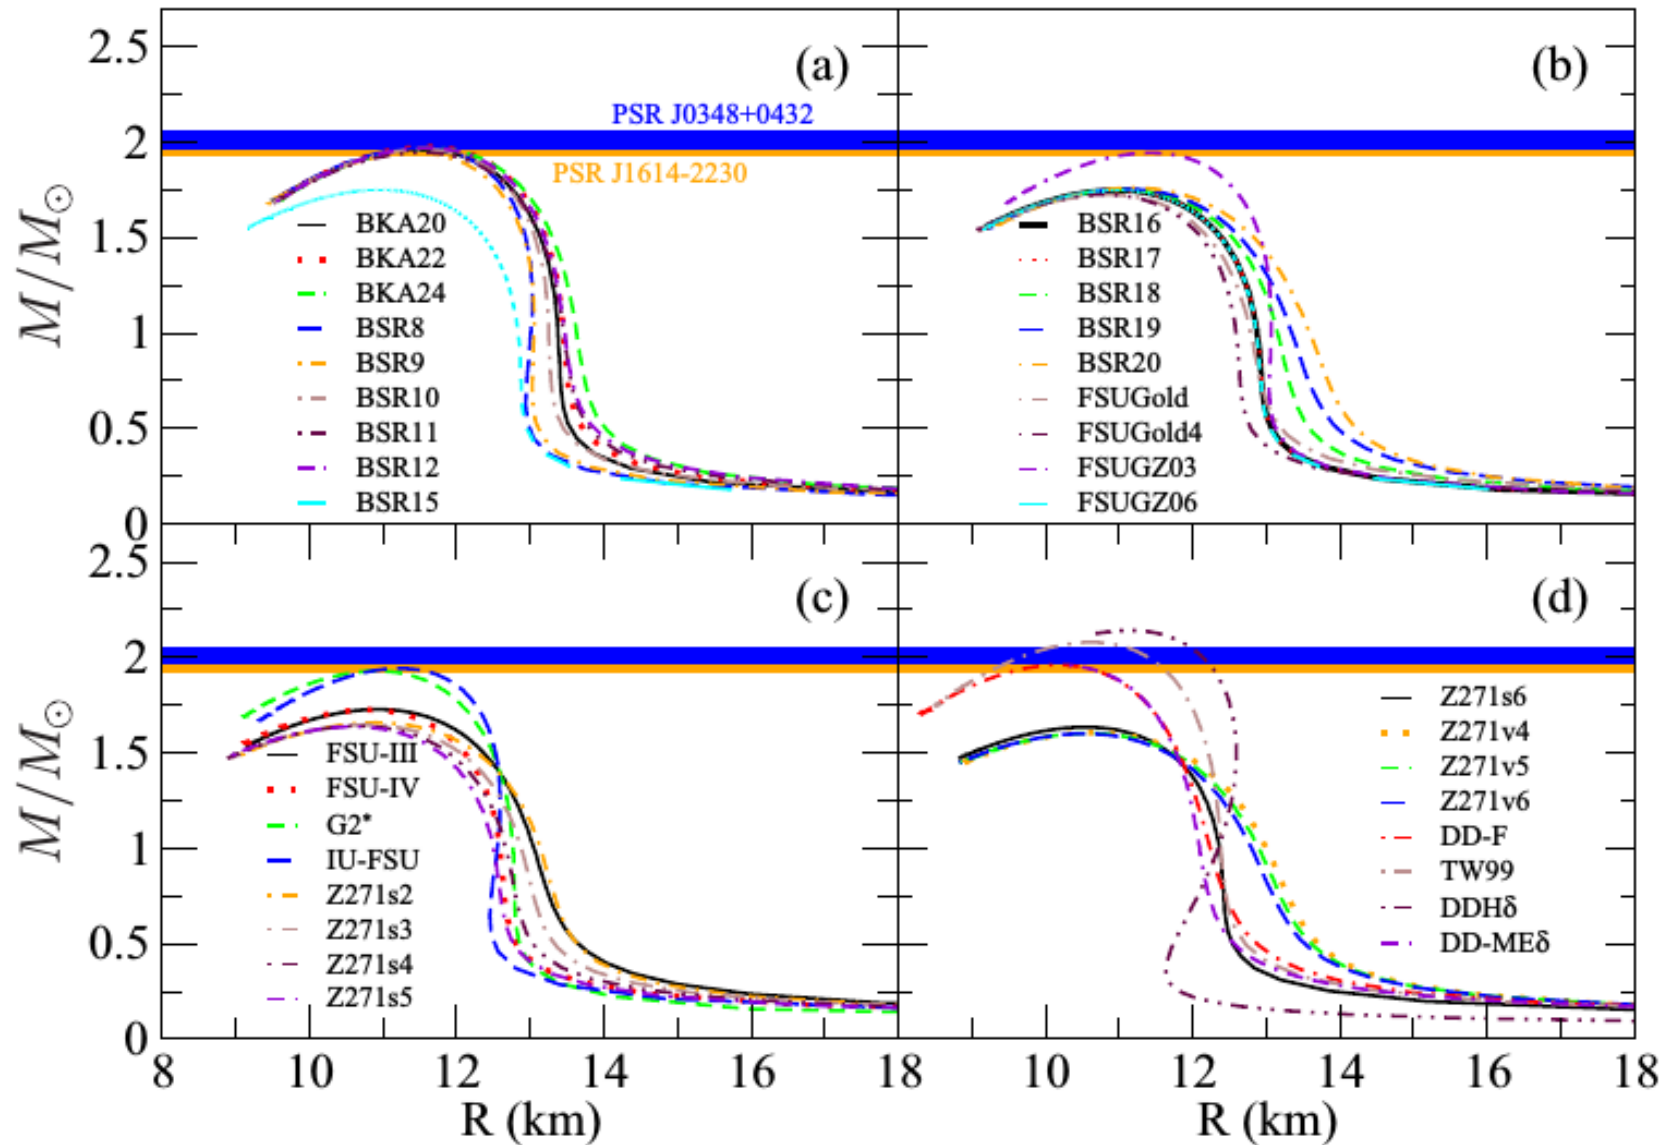 2.5
(a)
(b)
PSR J0348+0432
2
PSR J1614-2230
M/M⊙
1.5
1
0.5
0
BKA20
BKA22
BKA24
BSR8
BSR9
BSR10
BSR11
BSR12
BSR15
BSR16
BSR17
BSR18
BSR19
BSR20
FSUGold
FSUGold4
FSUGZ03
FSUGZ06
2.5
(c)
(d)
2
M/M⊙
1.5
1
0.5
0
FSU-III
FSU-IV
G2*
IU-FSU
Z271s2
Z271s3
Z271s4
Z271s5
Z271s6
Z271v4
Z271v5
Z271v6
DD-F
TW99
DDHδ
DD-MEδ
8 10 12 14 16 18 10 12 14 16 18
R (km) R (km)